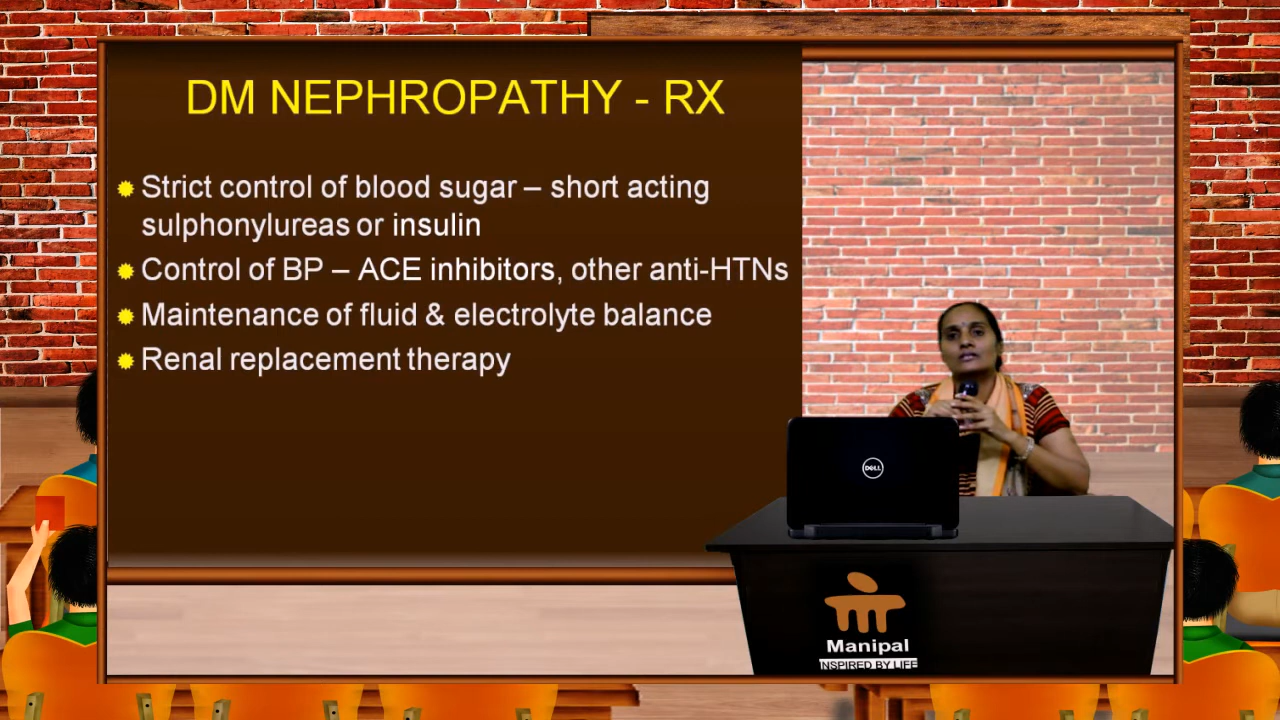 DM NEPHROPATHY - RX
Strict control of blood sugar – short acting
sulphonylureas or insulin
Control of BP – ACE inhibitors, other anti-HTNs
Maintenance of fluid & electrolyte balance
Renal replacement therapy
DELL
Manipal
INSPIRED BY LIFE